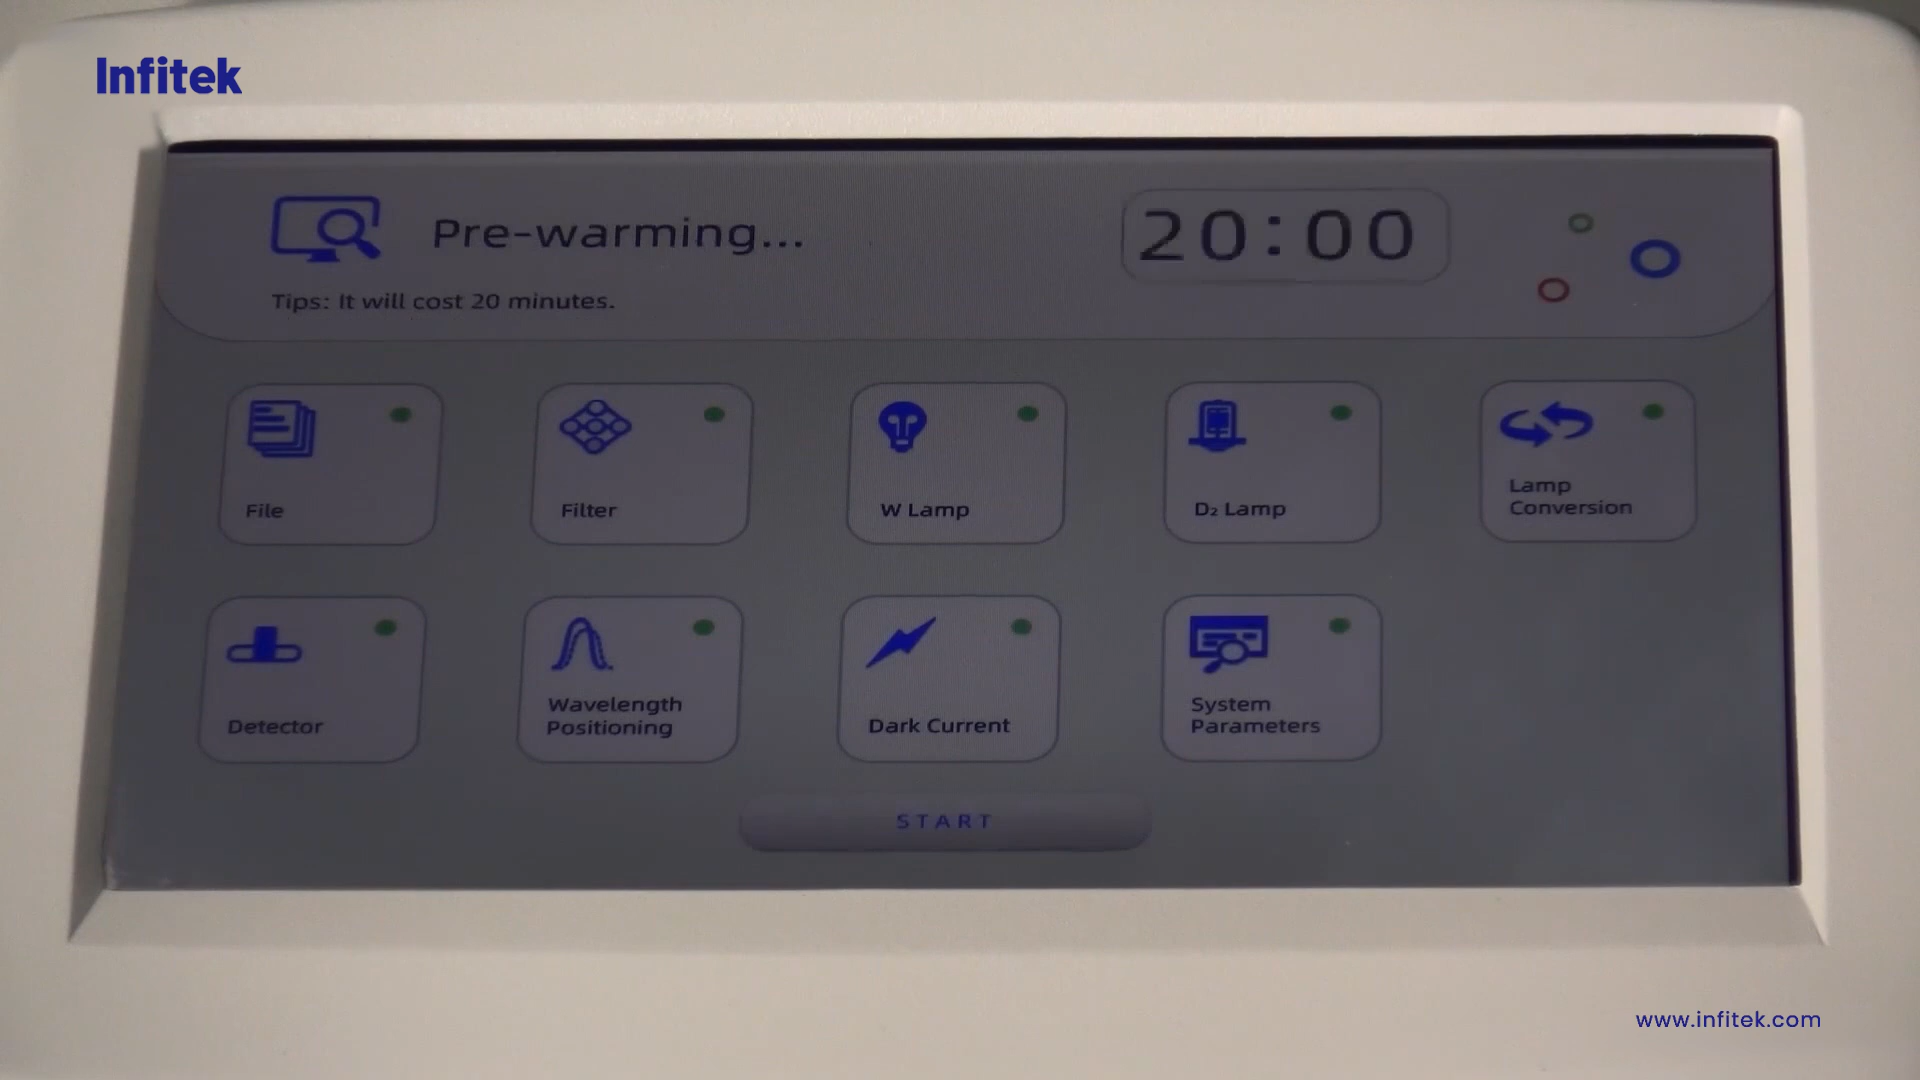 Infitek
Pre-warming...
20:00
Tips: It will cost 20 minutes.
File
Filter
W Lamp
D₂ Lamp
Lamp
Conversion
Detector
Wavelength
Positioning
Dark Current
System
Parameters
START
www.infitek.com